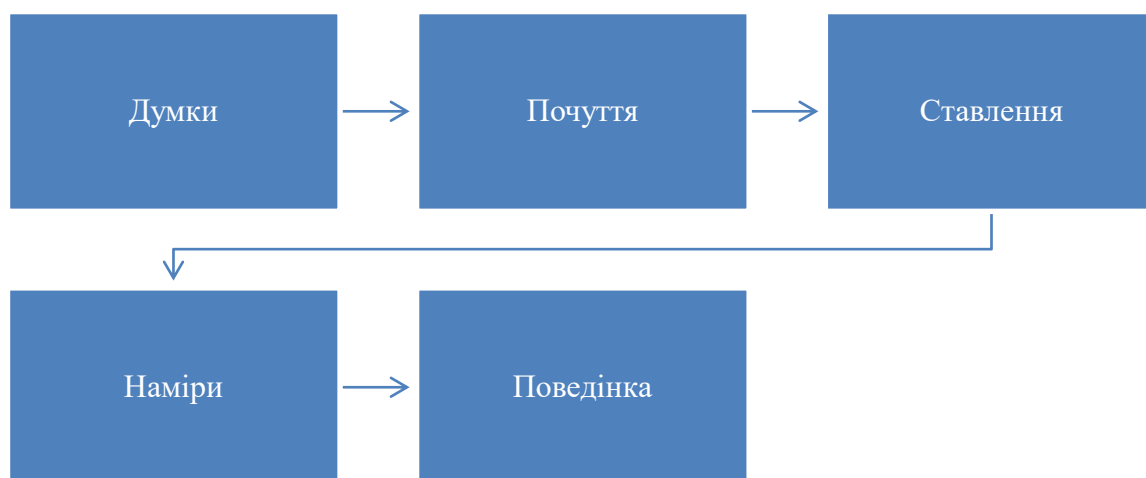 Думки
Почуття
Ставлення
Наміри
Поведінка